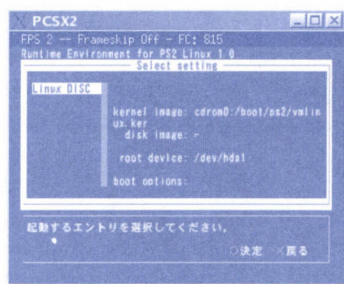 PCSX2
FPS 2 -- Frameskip Off - FC: 815
Runtime Environment for PS2 Linux 1.0
Select setting
Linux DISC
kernel image: cdrom0:/boot/ps2/vmlin
ux.ker
disk image: -
root device: /dev/hda1
boot options:
起動するエントリを選択してください。
○決定 ×戻る